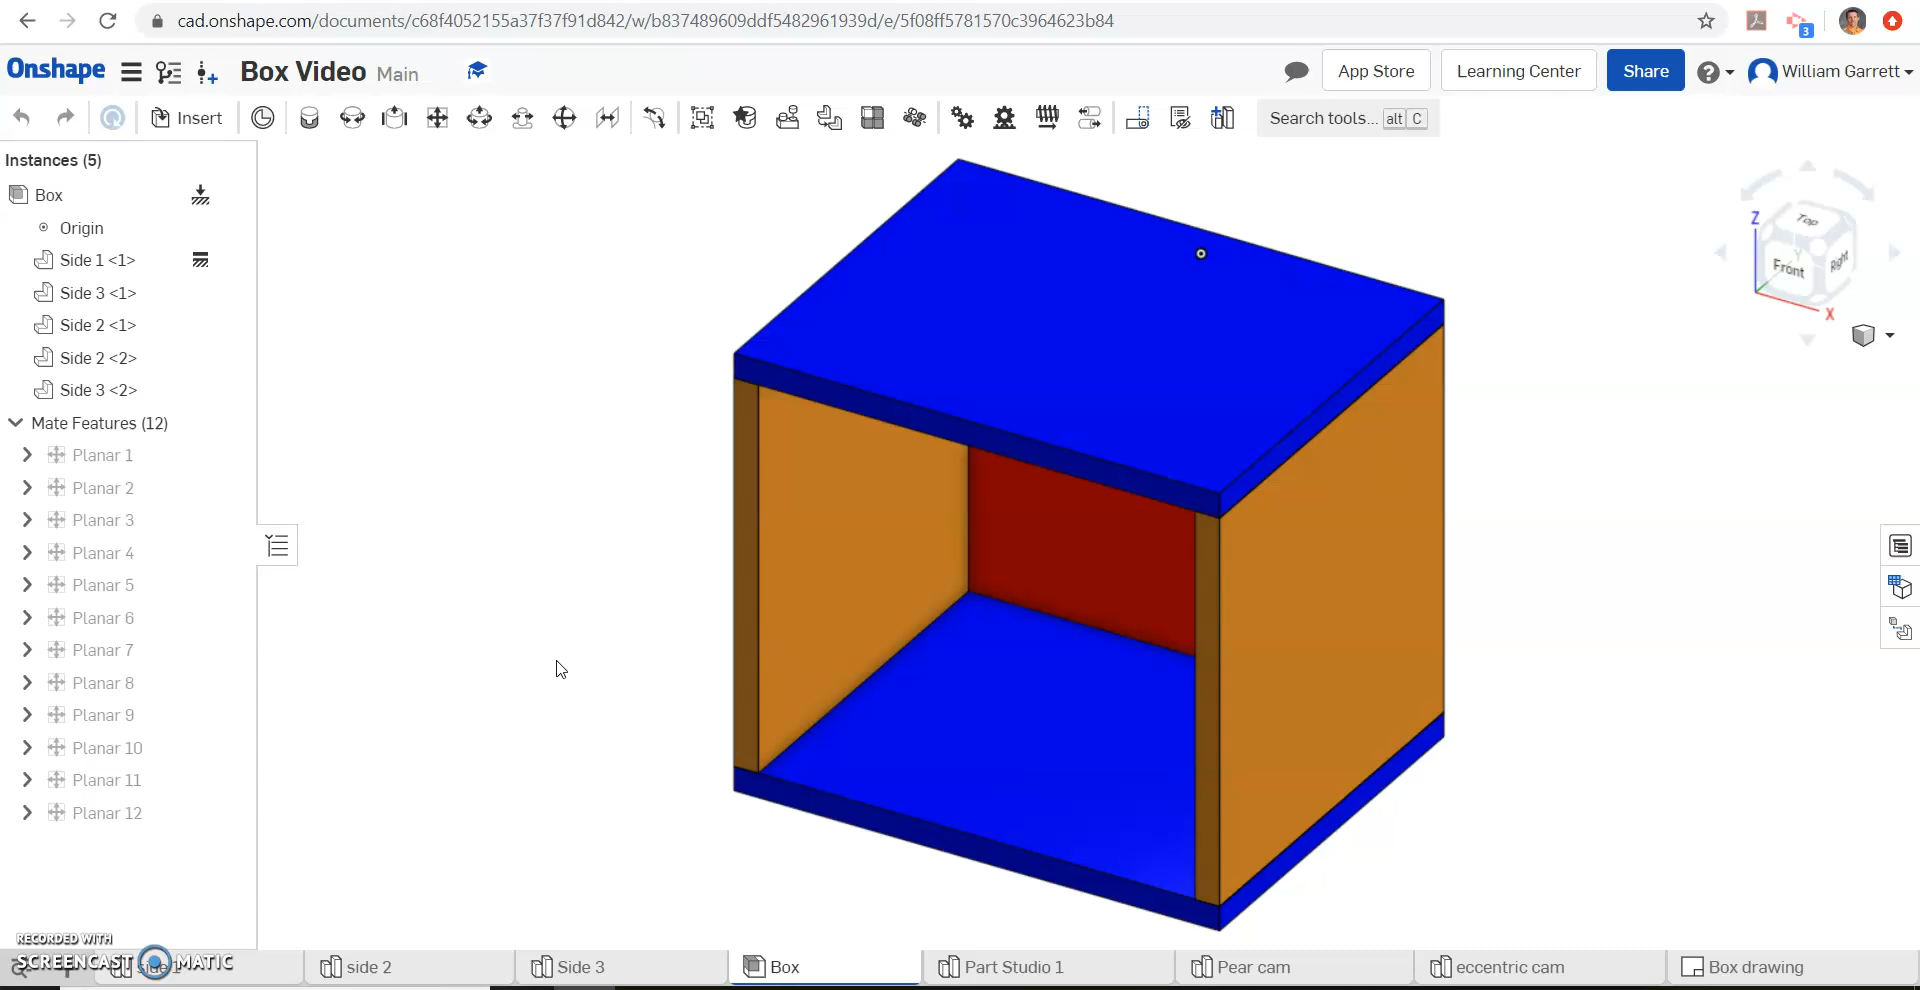 cad.onshape.com/documents/c68f4052155a37f37f91d842/w/b837489609ddf5482961939d/e/5f08ff5781570c3964623b84
3
Onshape Box Video Main App Store Learning Center Share William Garrett
Insert Search tools... alt C
Instances (5)
Box
Origin
Side 1 <1>
Side 3 <1>
Side 2 <1>
Side 2 <2>
Side 3 <2>
Mate Features (12)
Planar 1
Planar 2
Planar 3
Planar 4
Planar 5
Planar 6
Planar 7
Planar 8
Planar 9
Planar 10
Planar 11
Planar 12
Z
Top
Y
Front
Right
X
RECORDED WITH
SCREENCAST MATIC
side 2 Side 3 Box Part Studio 1 Pear cam eccentric cam Box drawing